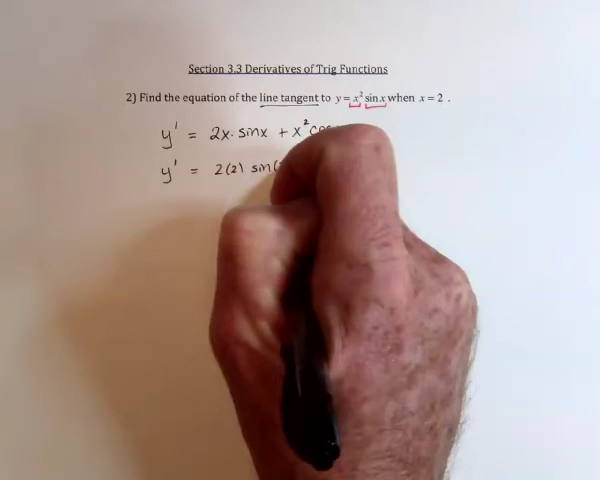 Section 3.3 Derivatives of Trig Functions
2) Find the equation of the line tangent to y = x² sin x when x = 2 .
y' = 2x · sinx + x² cos
y' = 2(2) sin(